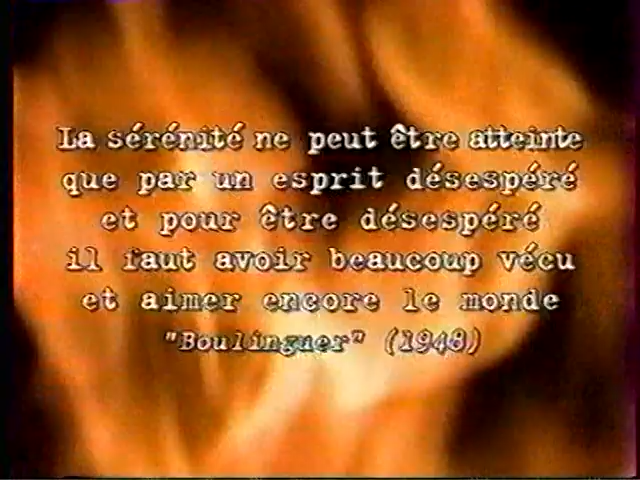 La sérénité ne peut être atteinte
que par un esprit désespéré
et pour être désespéré
il faut avoir beaucoup vécu
et aimer encore le monde
"Boulingner" (1948)